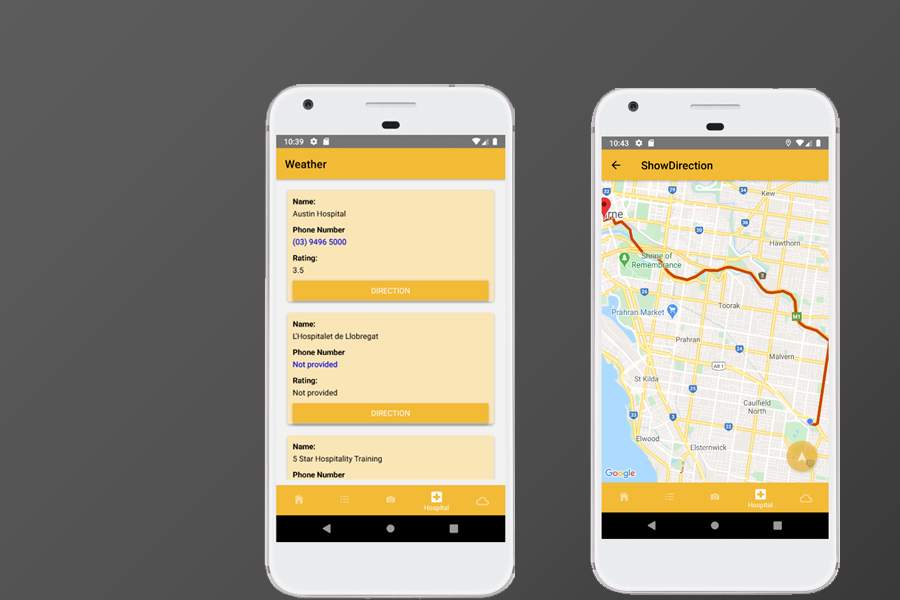 10:39
Weather
Name:
Austin Hospital
Phone Number
(03) 9496 5000
Rating:
3.5
DIRECTION
Name:
L'Hospitalet de Llobregat
Phone Number
Not provided
Rating:
Not provided
DIRECTION
Name:
5 Star Hospitality Training
Phone Number
Hospital
10:43
ShowDirection
Kew
rne
Hawthorn
Shrine of
Remembrance
2
Toorak
M1
Prahran Market
Prahran
Malvern
Alt 1
St Kilda
Caulfield
North
Elwood
Elsternwick
Google
Hospital